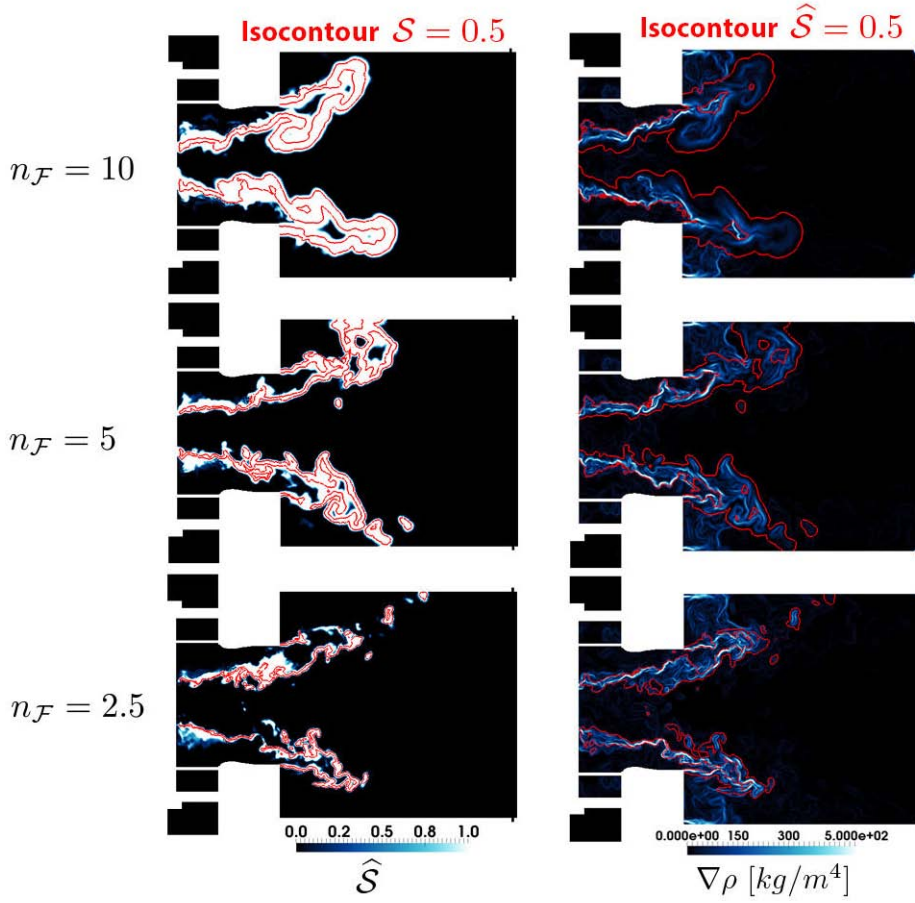 Isocontour 𝒮 = 0.5
Isocontour 𝒮̂ = 0.5
n_ℱ = 10
n_ℱ = 5
n_ℱ = 2.5
0.0 0.2 0.5 0.8 1.0
𝒮̂
0.000e+00 150 300 5.000e+02
∇ρ [kg/m⁴]